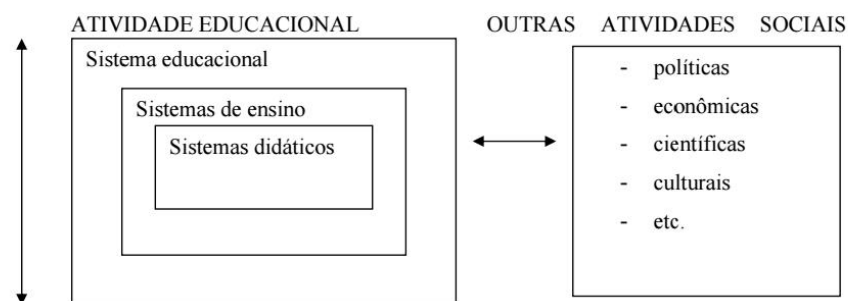 ATIVIDADE EDUCACIONAL
OUTRAS ATIVIDADES SOCIAIS
Sistema educacional
Sistemas de ensino
Sistemas didáticos
- políticas
- econômicas
- científicas
- culturais
- etc.